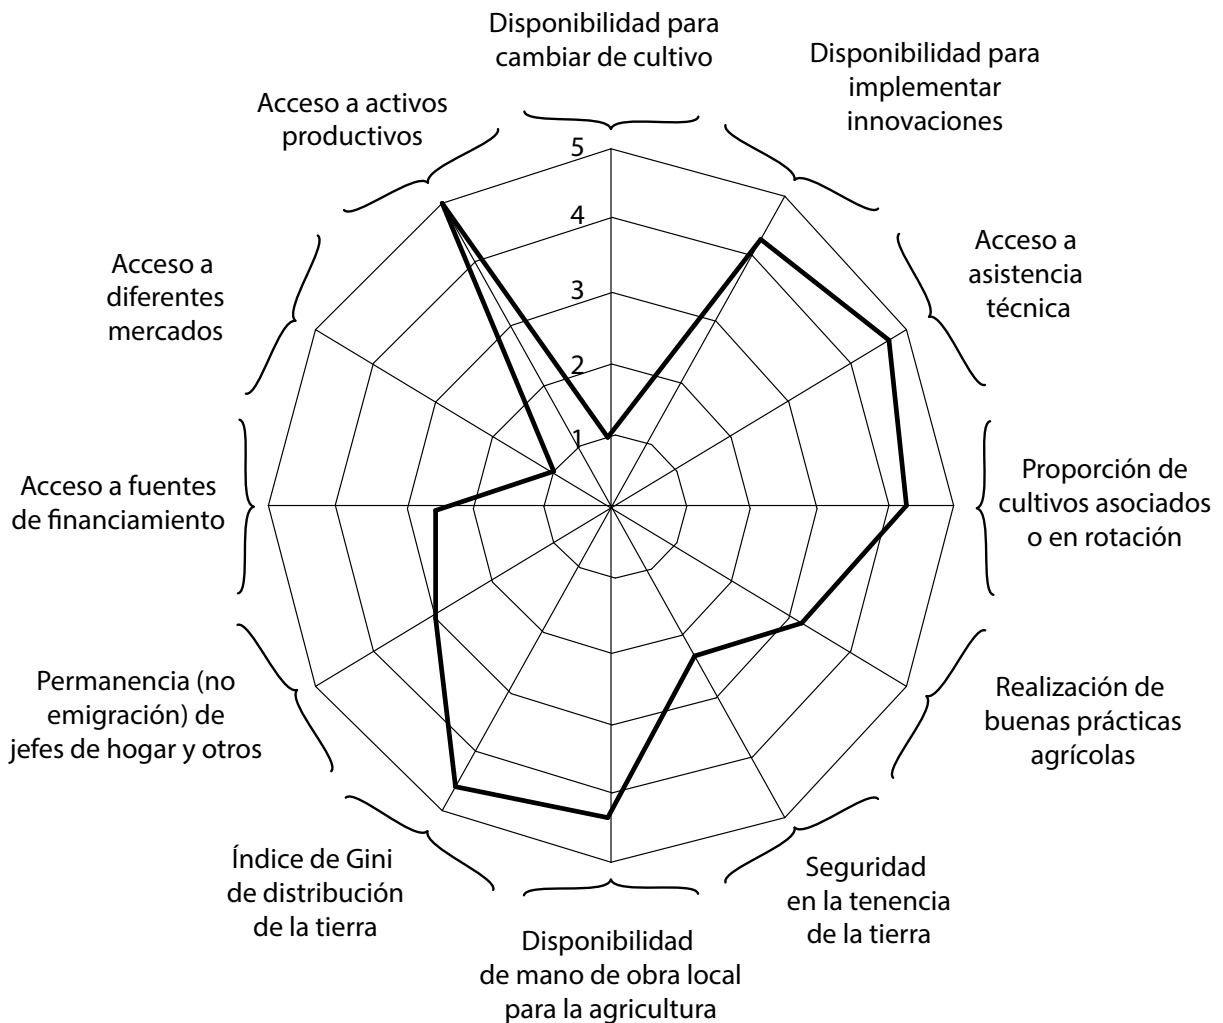 Disponibilidad para
cambiar de cultivo
Disponibilidad para
implementar
innovaciones
Acceso a
asistencia
técnica
Proporción de
cultivos asociados
o en rotación
Realización de
buenas prácticas
agrícolas
Seguridad
en la tenencia
de la tierra
Disponibilidad
de mano de obra local
para la agricultura
Índice de Gini
de distribución
de la tierra
Permanencia (no
emigración) de
jefes de hogar y otros
Acceso a fuentes
de financiamiento
Acceso a
diferentes
mercados
Acceso a activos
productivos
5
4
3
2
1